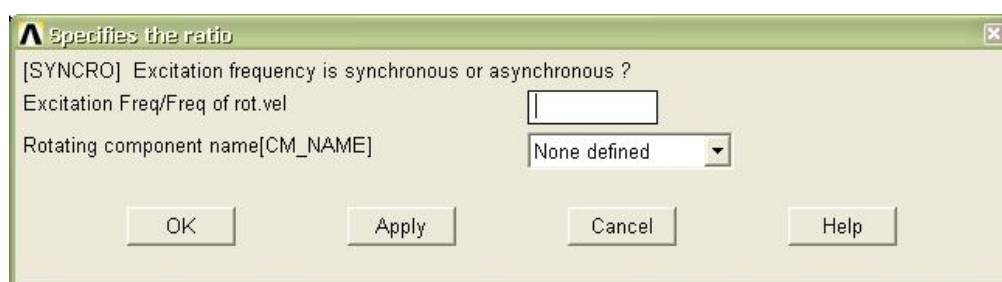 Specifies the ratio
[SYNCRO] Excitation frequency is synchronous or asynchronous ?
Excitation Freq/Freq of rot.vel
Rotating component name[CM_NAME] None defined
OK Apply Cancel Help